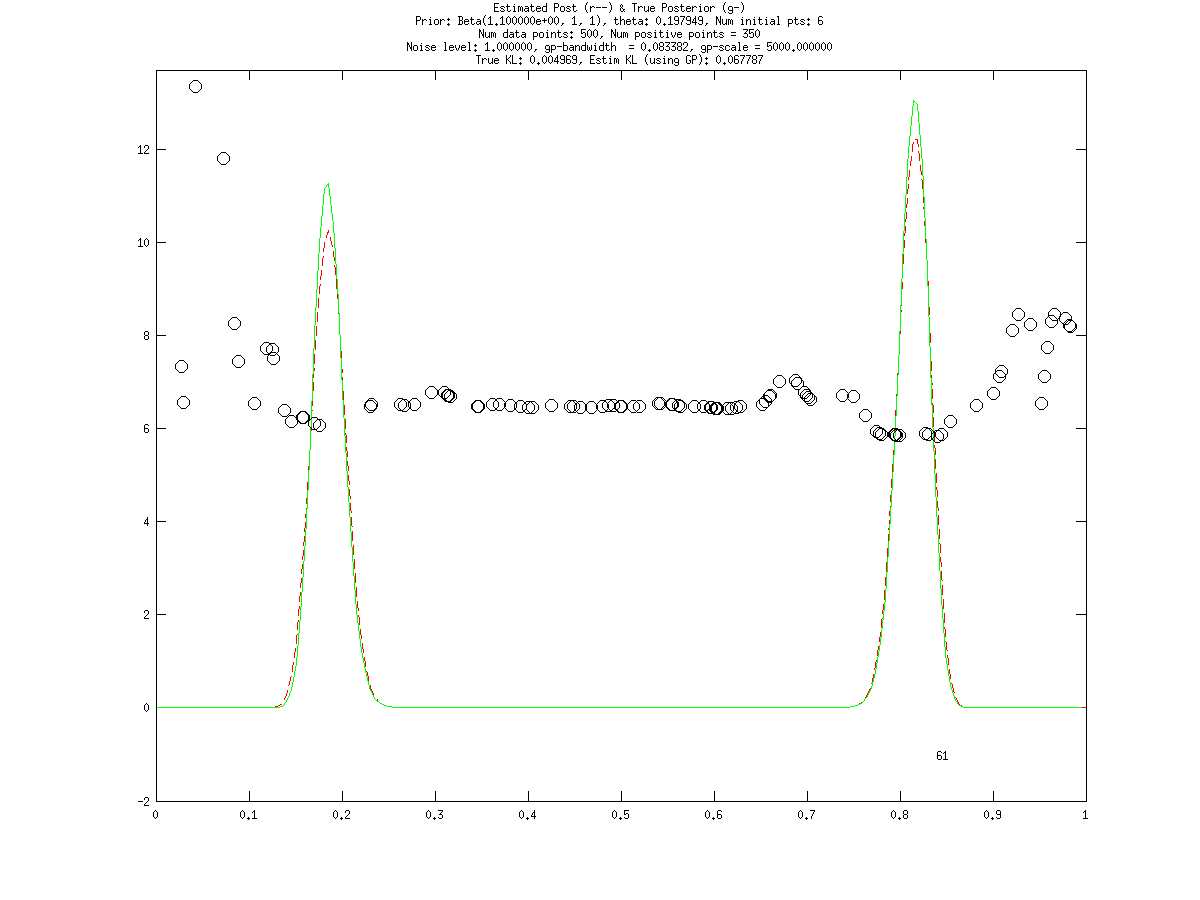 Estimated Post (r--) & True Posterior (g-)
Prior: Beta(1.100000e+00, 1, 1), theta: 0.197949, Num initial pts: 6
Num data points: 500, Num positive points = 350
Noise level: 1.000000, gp-bandwidth  = 0.083382, gp-scale = 5000.000000
True KL: 0.004969, Estim KL (using GP): 0.067787
12
10
8
6
4
2
0
61
-2
0 0.1 0.2 0.3 0.4 0.5 0.6 0.7 0.8 0.9 1